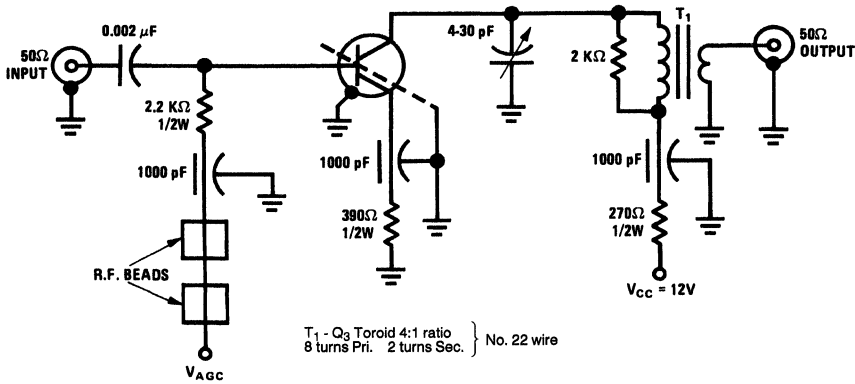 0.002 µF
50Ω
INPUT
2.2 KΩ
1/2W
1000 pF
R.F. BEADS
VAGC
1000 pF
390Ω
1/2W
4-30 pF
2 KΩ
T1
50Ω
OUTPUT
1000 pF
270Ω
1/2W
VCC = 12V
T1 - Q3 Toroid 4:1 ratio
8 turns Pri. 2 turns Sec.
No. 22 wire